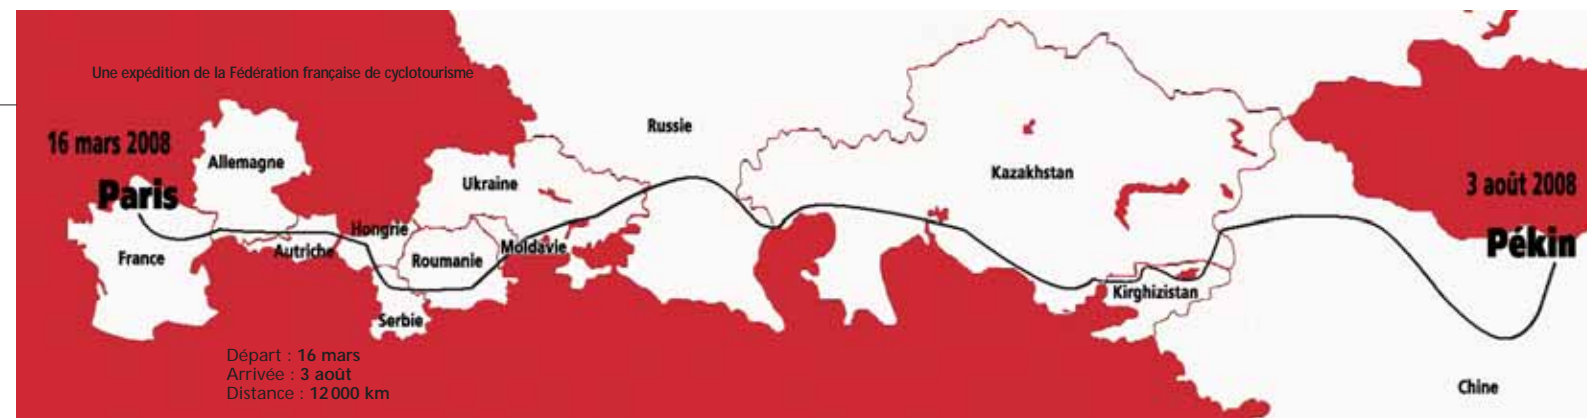 Une expédition de la Fédération française de cyclotourisme
16 mars 2008
Paris
France
Allemagne
Autriche
Hongrie
Serbie
Roumanie
Ukraine
Moldavie
Russie
Kazakhstan
Kirghizistan
Chine
3 août 2008
Pékin
Départ : 16 mars
Arrivée : 3 août
Distance : 12 000 km